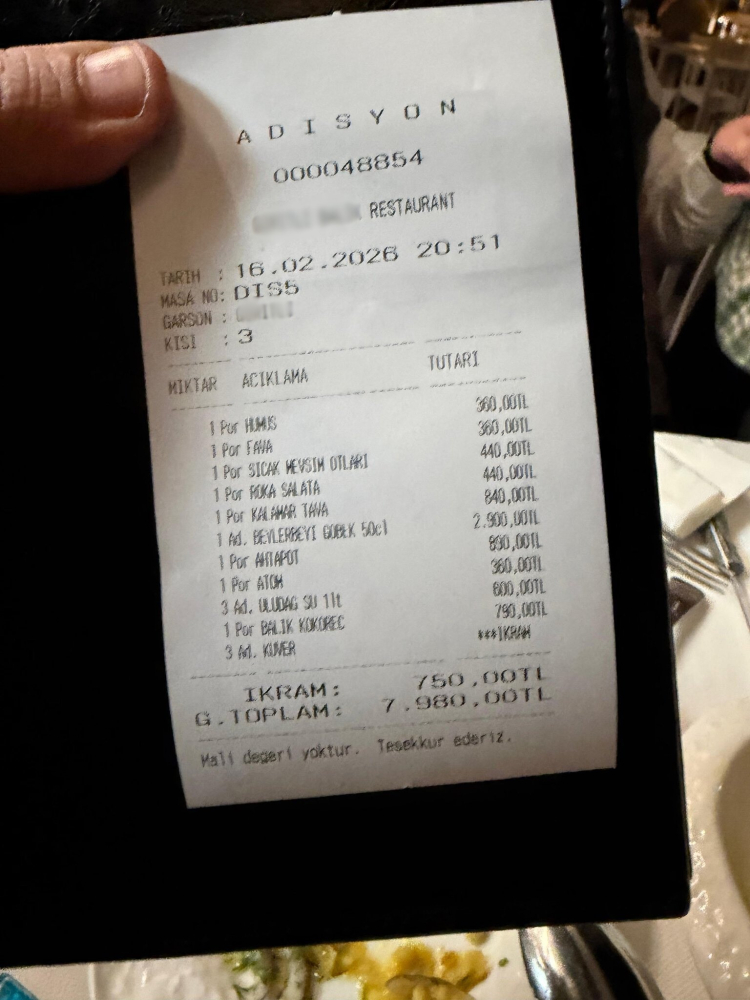 A D I S Y O N
000048854
RESTAURANT
TARIH : 16.02.2026 20:51
MASA NO: DIS5
GARSON :
KISI : 3
MIKTAR ACIKLAMA TUTARI
1 Por HUMUS 360,00TL
1 Por FAVA 360,00TL
1 Por SICAK MEVSIM OTLARI 440,00TL
1 Por ROKA SALATA 440,00TL
1 Por KALAMAR TAVA 840,00TL
1 Ad. BEYLERBEYI GOBEK 50cl 2.900,00TL
1 Por AHTAPOT 890,00TL
1 Por ATOM 360,00TL
3 Ad. ULUDAG SU 1lt 600,00TL
1 Por BALIK KOKOREC 790,00TL
3 Ad. KUVER ***IKRAM
IKRAM: 750,00TL
G.TOPLAM: 7.980,00TL
Mali degeri yoktur. Tesekkur ederiz.